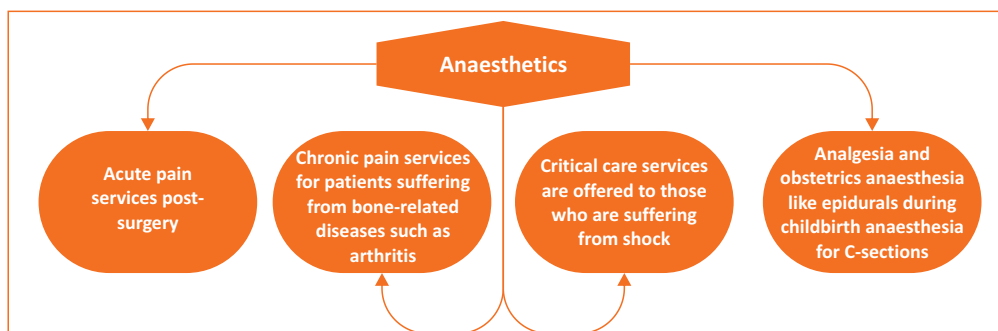 Anaesthetics
Acute pain
services post-
surgery
Chronic pain services
for patients suffering
from bone-related
diseases such as
arthritis
Critical care services
are offered to those
who are suffering
from shock
Analgesia and
obstetrics anaesthesia
like epidurals during
childbirth anaesthesia
for C-sections